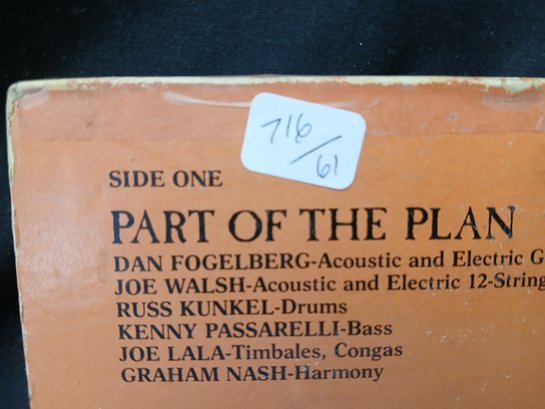 716/61
SIDE ONE
PART OF THE PLAN
DAN FOGELBERG-Acoustic and Electric G
JOE WALSH-Acoustic and Electric 12-String
RUSS KUNKEL-Drums
KENNY PASSARELLI-Bass
JOE LALA-Timbales, Congas
GRAHAM NASH-Harmony